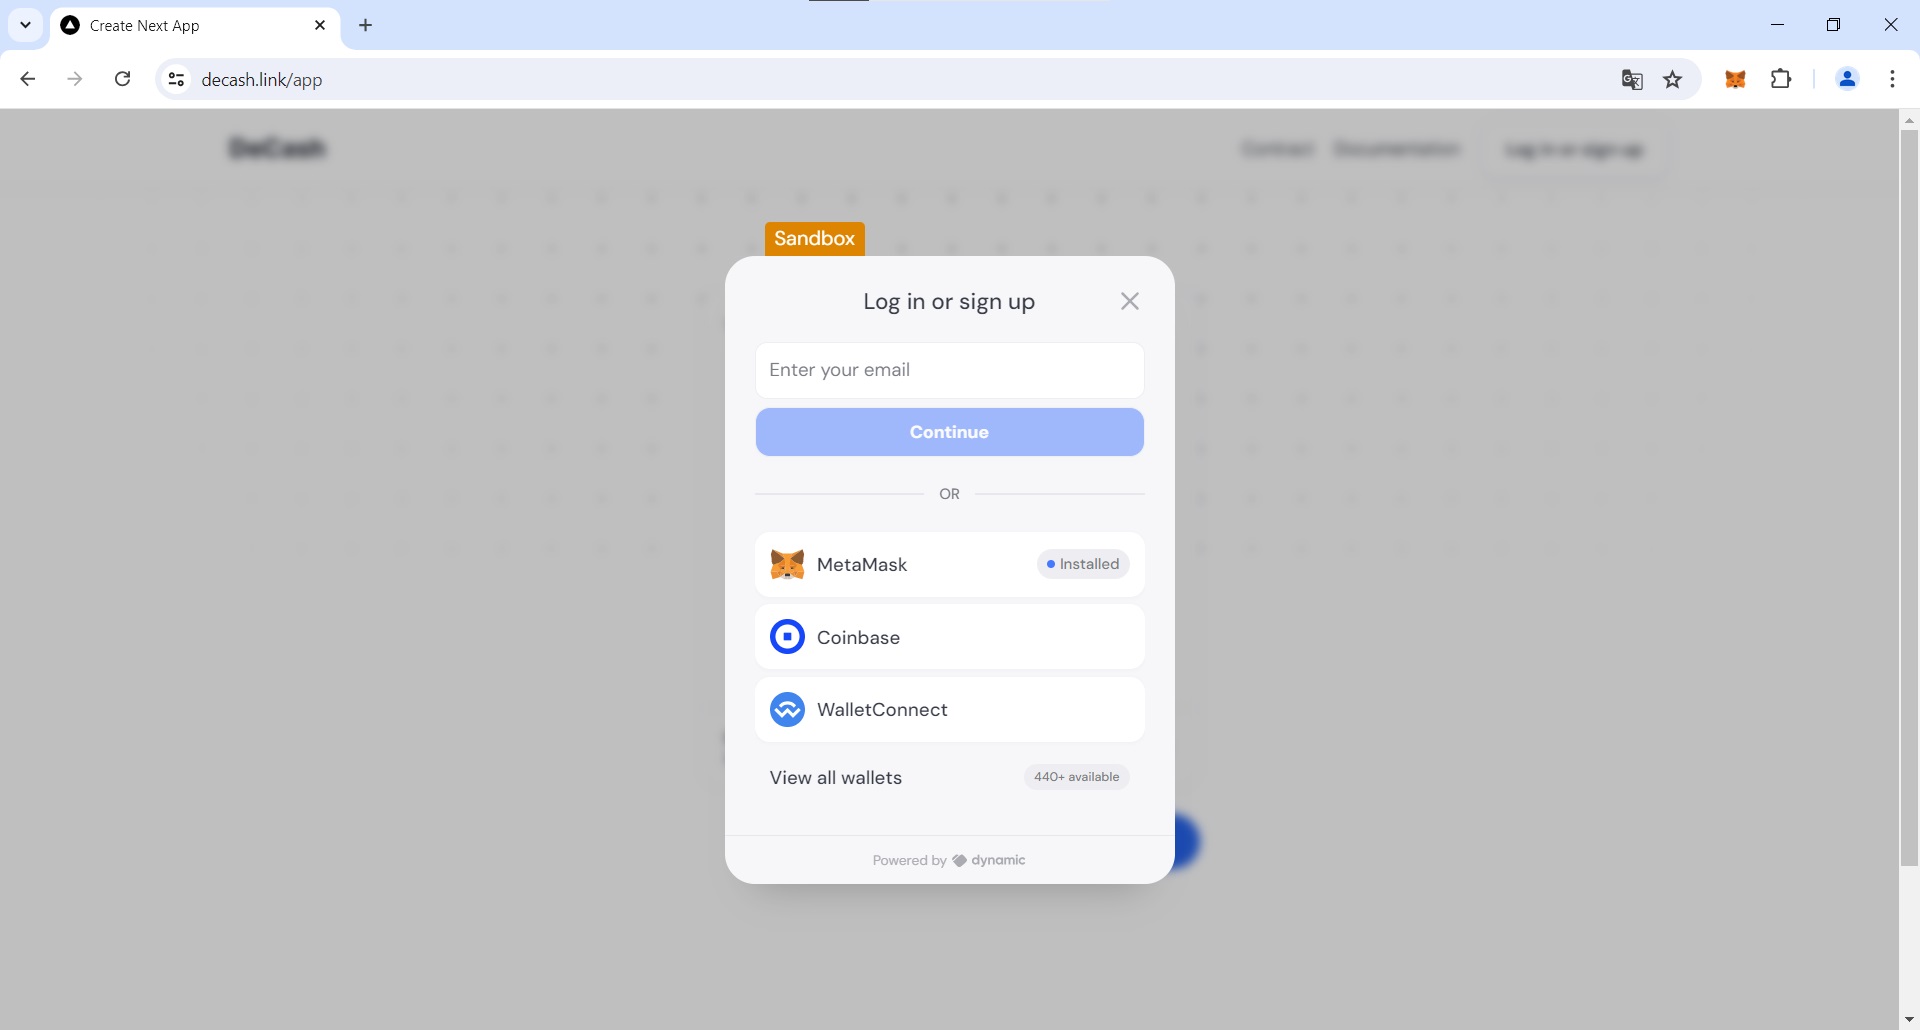 Create Next App
decash.link/app
DeCash
Contract Documentation Log in or sign up
Sandbox
Log in or sign up
Enter your email
Continue
OR
MetaMask Installed
Coinbase
WalletConnect
View all wallets 440+ available
Powered by dynamic